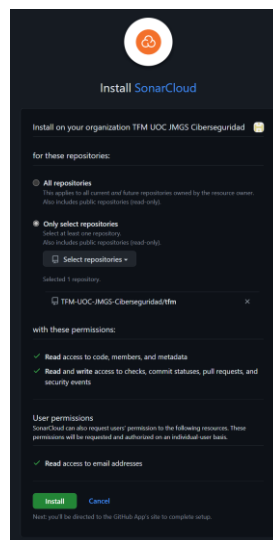 Install SonarCloud
Install on your organization TFM UOC JMGS Ciberseguridad
for these repositories:
All repositories
This applies to all current and future repositories owned by the resource owner.
Also includes public repositories (read-only).
Only select repositories
Select at least one repository.
Also includes public repositories (read-only).
Select repositories
Selected 1 repository.
TFM-UOC-JMGS-Ciberseguridad/tfm ×
with these permissions:
Read access to code, members, and metadata
Read and write access to checks, commit statuses, pull requests, and
security events
User permissions
SonarCloud can also request users' permission to the following resources. These
permissions will be requested and authorized on an individual-user basis.
Read access to email addresses
Install Cancel
Next: you'll be directed to the GitHub App's site to complete setup.